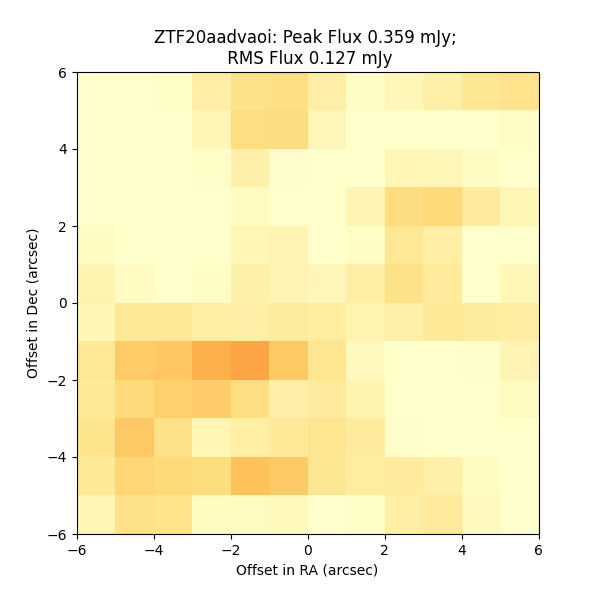 ZTF20aadvaoi: Peak Flux 0.359 mJy;
RMS Flux 0.127 mJy
6
4
2
0
−2
−4
−6
Offset in Dec (arcsec)
−6 −4 −2 0 2 4 6
Offset in RA (arcsec)